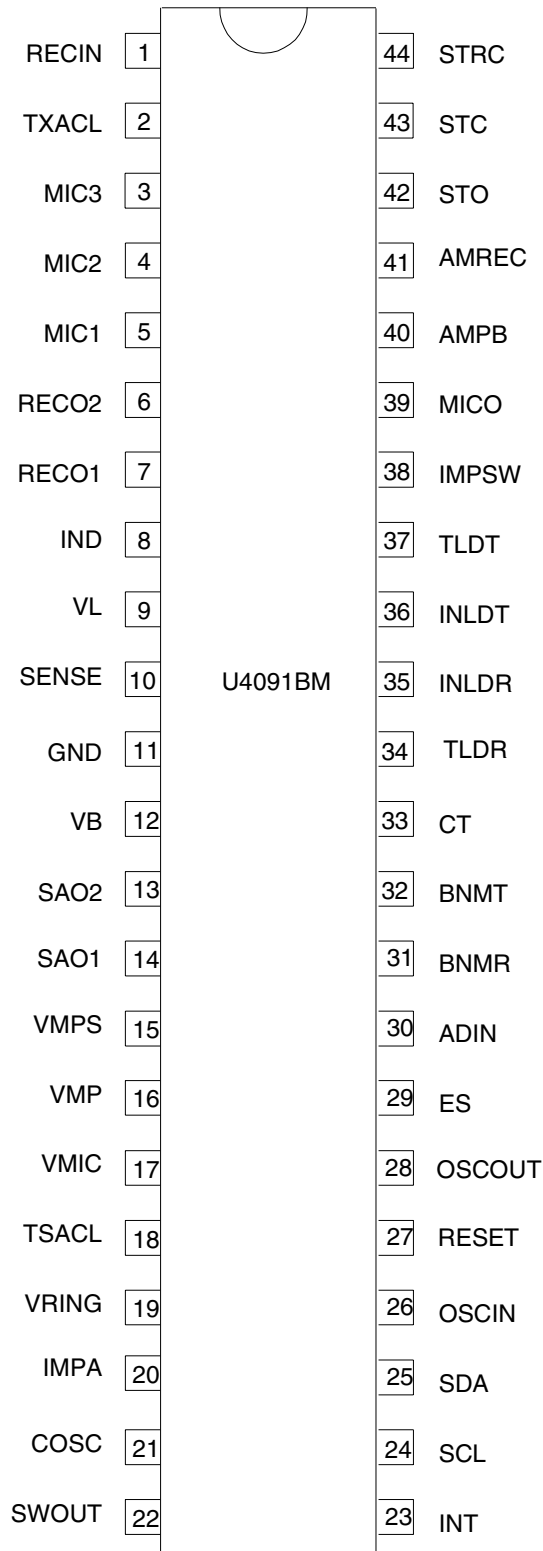 RECIN 1 44 STRC
TXACL 2 43 STC
MIC3 3 42 STO
MIC2 4 41 AMREC
MIC1 5 40 AMPB
RECO2 6 39 MICO
RECO1 7 38 IMPSW
IND 8 37 TLDT
VL 9 36 INLDT
SENSE 10 U4091BM 35 INLDR
GND 11 34 TLDR
VB 12 33 CT
SAO2 13 32 BNMT
SAO1 14 31 BNMR
VMPS 15 30 ADIN
VMP 16 29 ES
VMIC 17 28 OSCOUT
TSACL 18 27 RESET
VRING 19 26 OSCIN
IMPA 20 25 SDA
COSC 21 24 SCL
SWOUT 22 23 INT